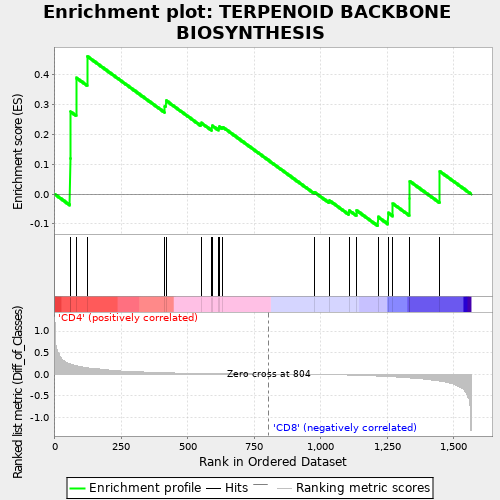 Enrichment plot: TERPENOID BACKBONE
BIOSYNTHESIS
Enrichment score (ES)
0.4
0.3
0.2
0.1
0.0
-0.1
'CD4' (positively correlated)
Ranked list metric (Diff_of_Classes)
1.0
0.5
0.0
-0.5
-1.0
Zero cross at 804
'CD8' (negatively correlated)
0
250
500
750
1,000
1,250
1,500
Rank in Ordered Dataset
Enrichment profile
Hits
Ranking metric scores